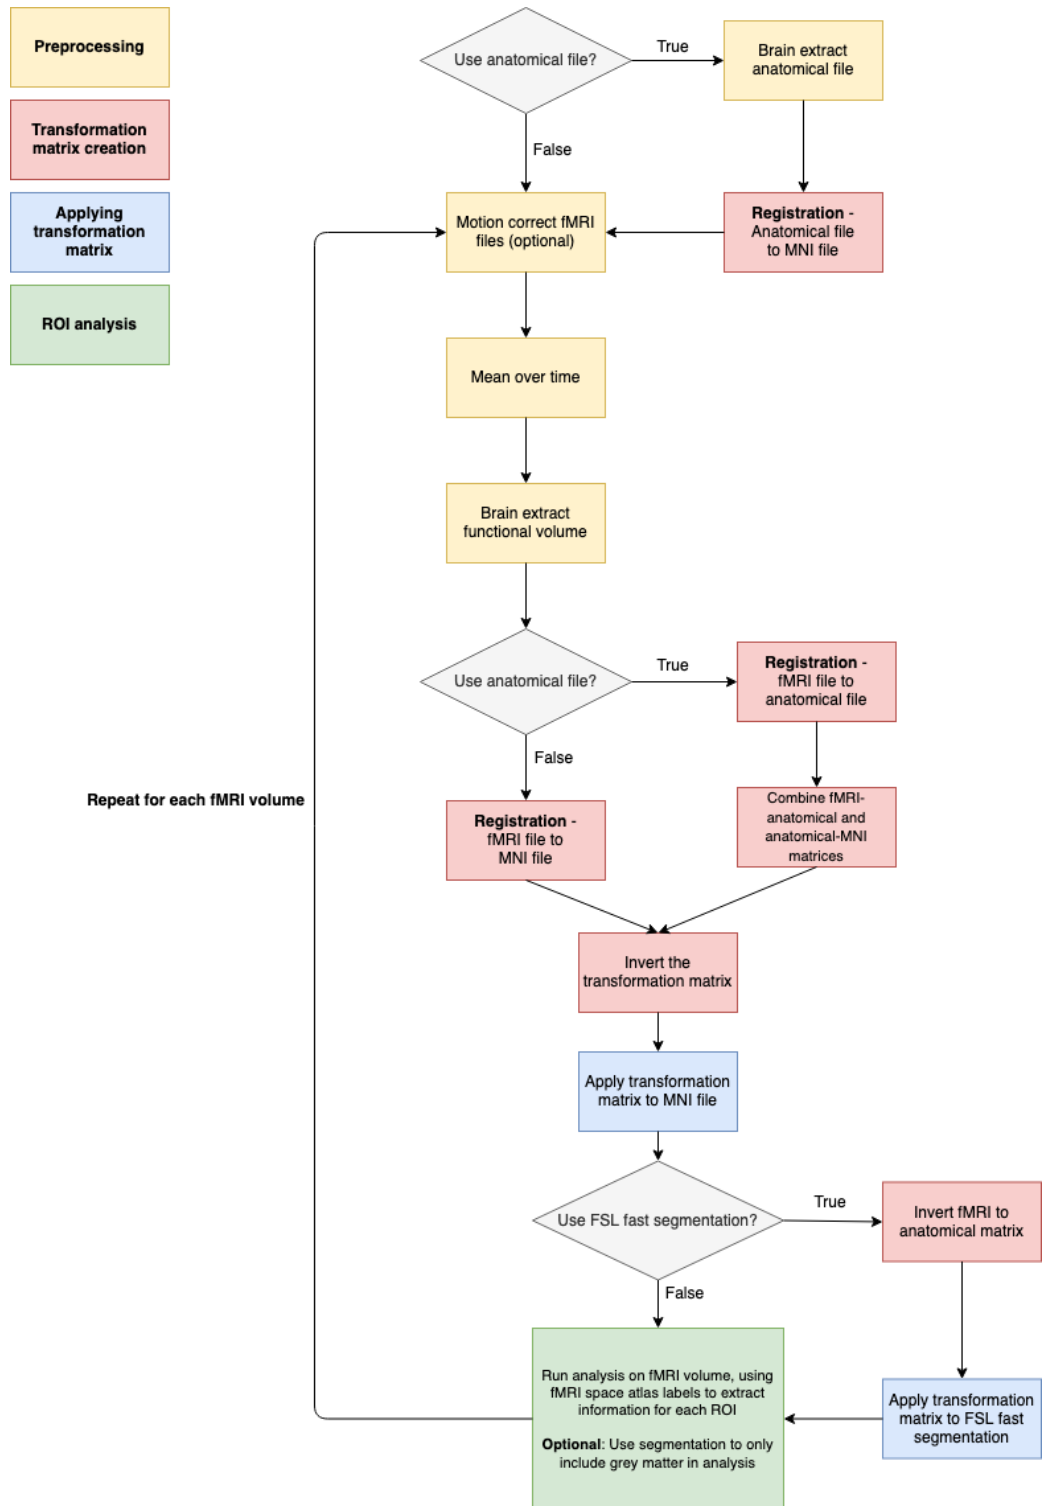 Preprocessing
Transformation
matrix creation
Applying
transformation
matrix
ROI analysis
Use anatomical file?
True
Brain extract
anatomical file
False
Motion correct fMRI
files (optional)
Registration -
Anatomical file
to MNI file
Mean over time
Brain extract
functional volume
Use anatomical file?
True
Registration -
fMRI file to
anatomical file
False
Repeat for each fMRI volume
Registration -
fMRI file to
MNI file
Combine fMRI-
anatomical and
anatomical-MNI
matrices
Invert the
transformation matrix
Apply transformation
matrix to MNI file
Use FSL fast segmentation?
True
Invert fMRI to
anatomical matrix
False
Run analysis on fMRI volume, using
fMRI space atlas labels to extract
information for each ROI
Optional: Use segmentation to only
include grey matter in analysis
Apply transformation
matrix to FSL fast
segmentation